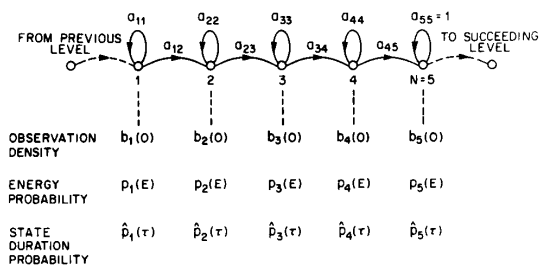 a11 a22 a33 a44 a55 = 1
FROM PREVIOUS LEVEL
a12 a23 a34 a45
TO SUCCEEDING LEVEL
1 2 3 4 N=5
OBSERVATION DENSITY b1(O) b2(O) b3(O) b4(O) b5(O)
ENERGY PROBABILITY p1(E) p2(E) p3(E) p4(E) p5(E)
STATE DURATION PROBABILITY p̂1(τ) p̂2(τ) p̂3(τ) p̂4(τ) p̂5(τ)